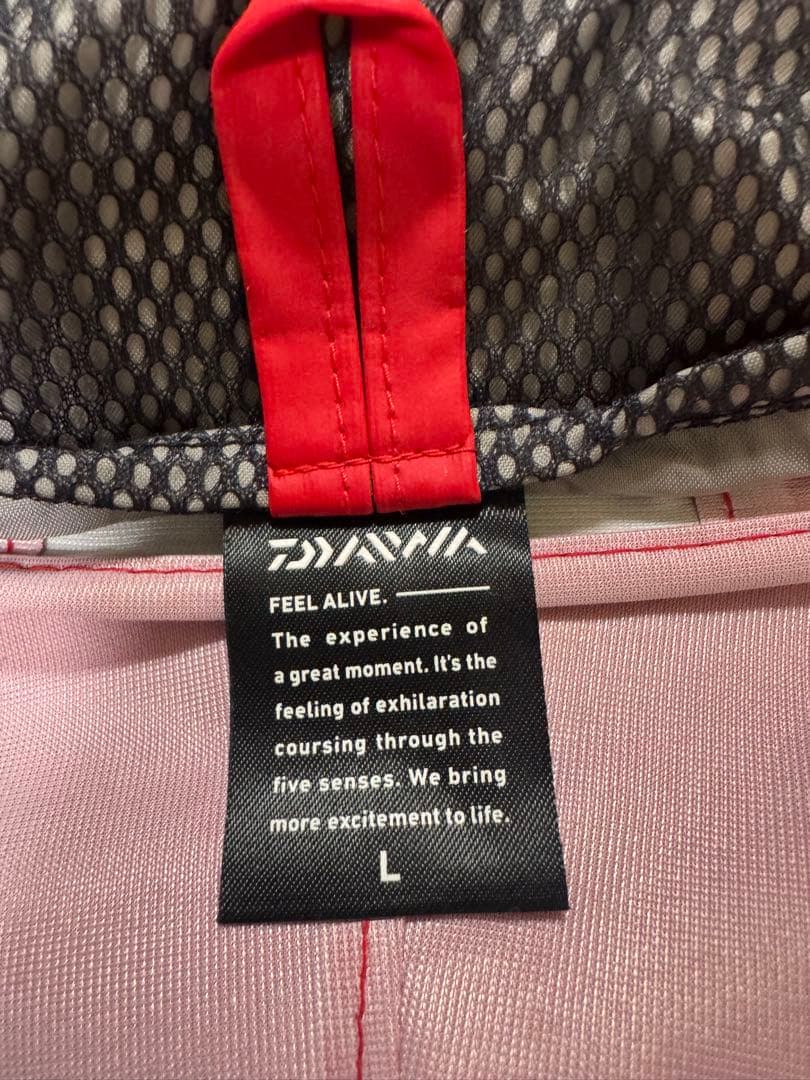 DAIWA
FEEL ALIVE.
The experience of
a great moment. It's the
feeling of exhilaration
coursing through the
five senses. We bring
more excitement to life.
L